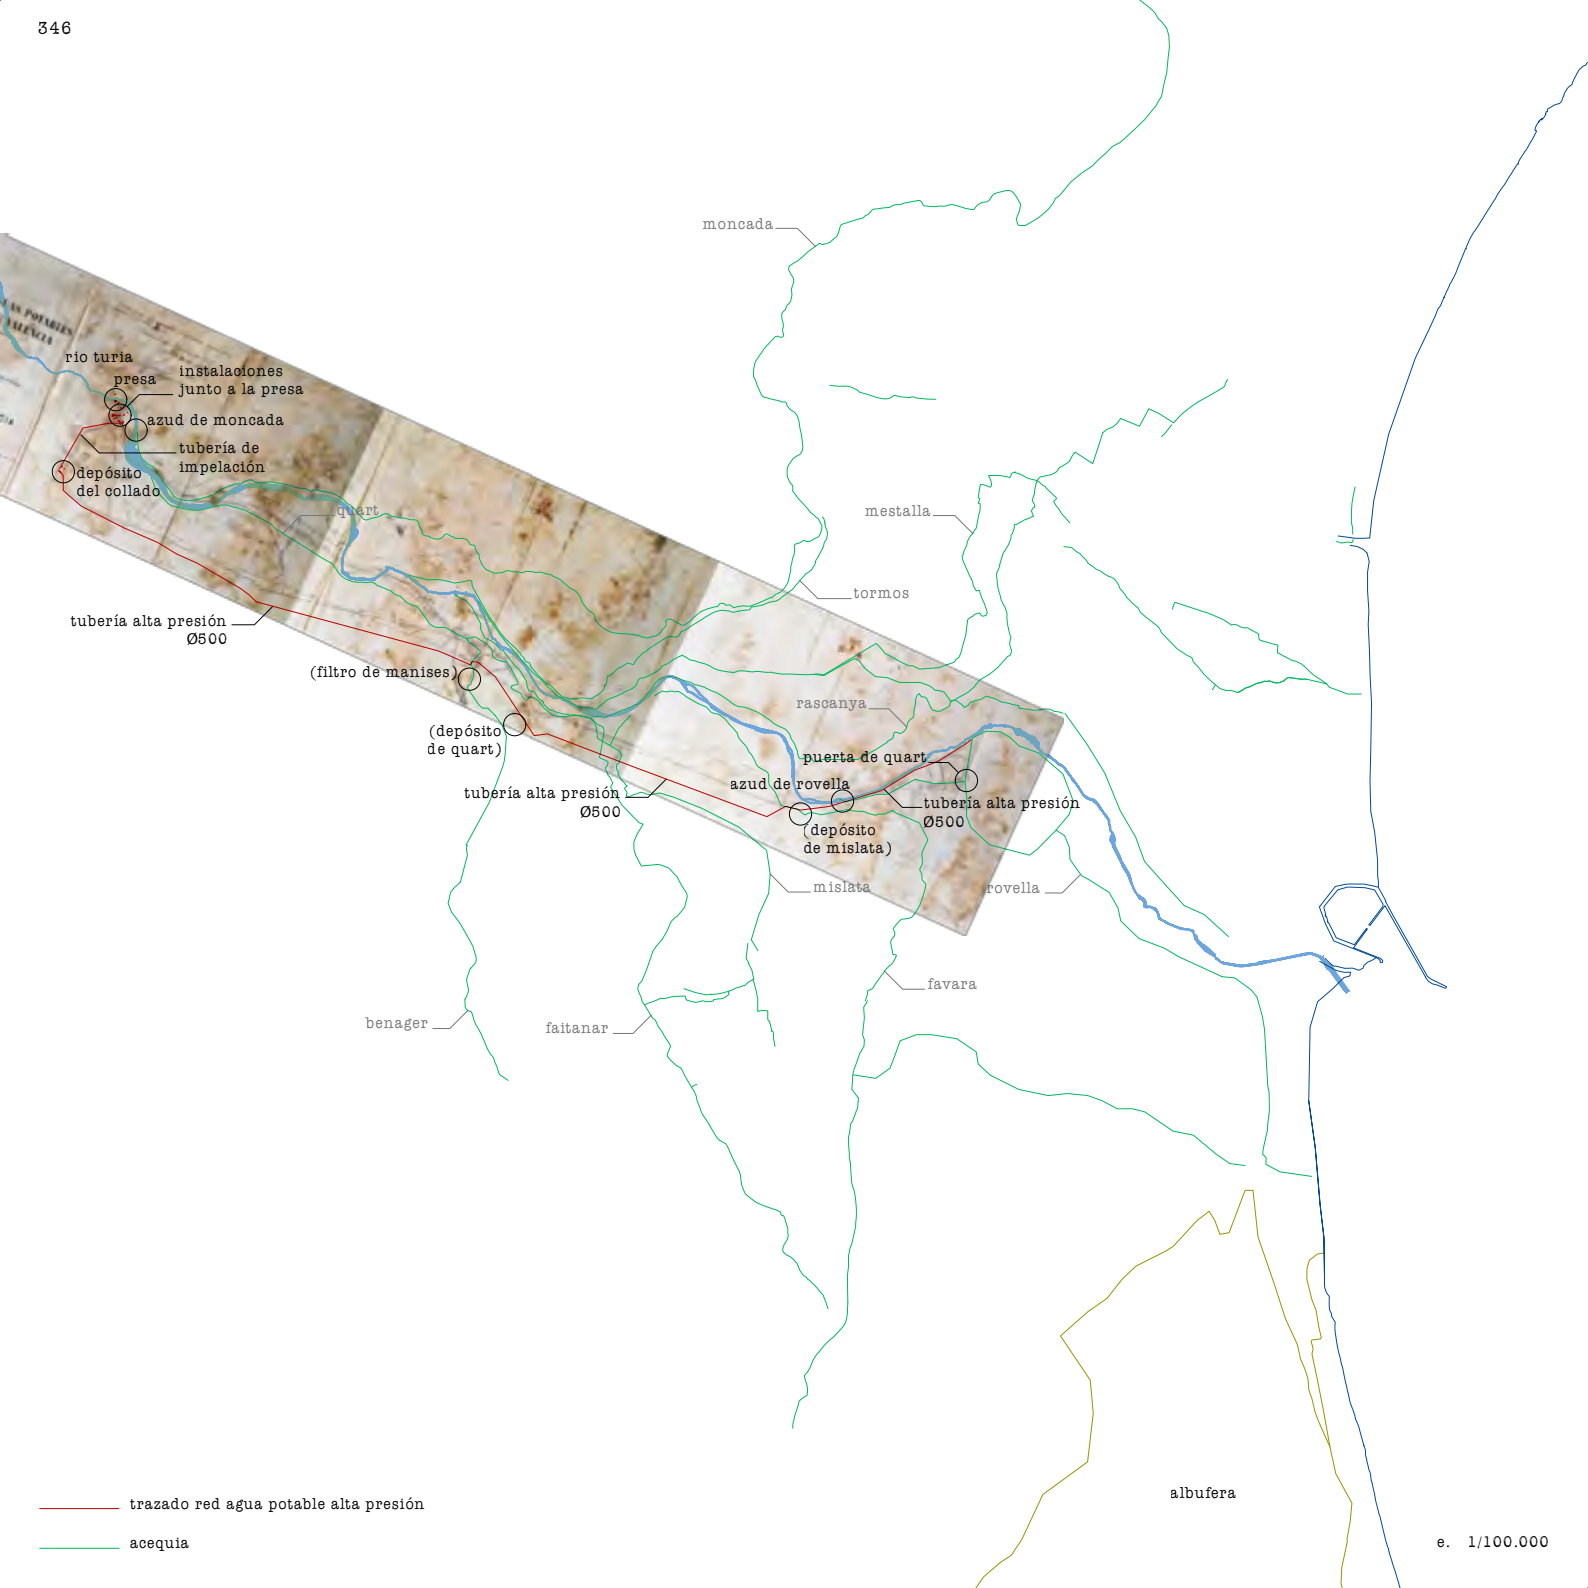 346
moncada
AS POTABLES
VALENCIA
rio turia
presa
instalaciones
junto a la presa
azud de moncada
tubería de
impelación
depósito
del collado
quart
mestalla
tormos
tubería alta presión
Ø500
(filtro de manises)
(depósito
de quart)
rascanya
puerta de quart
azud de rovella
tubería alta presión
Ø500
tubería alta presión
Ø500
(depósito
de mislata)
mislata
rovella
favara
benager
faitanar
albufera
trazado red agua potable alta presión
acequia
e. 1/100.000